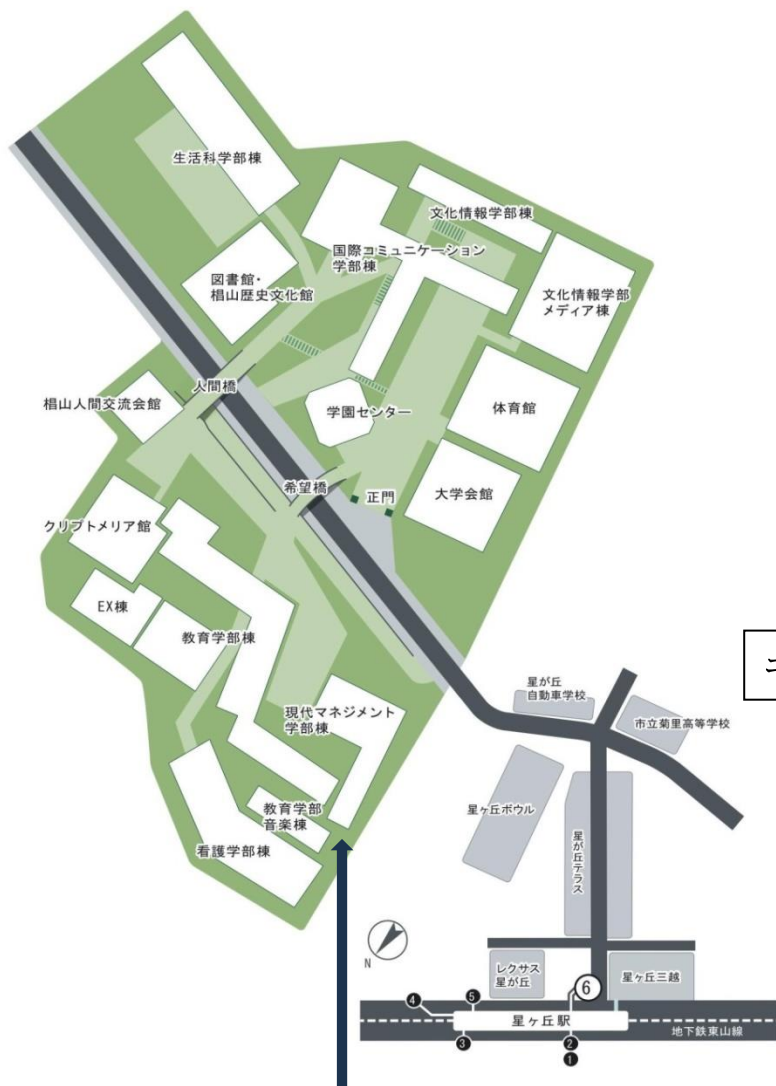 生活科学部棟
文化情報学部棟
国際コミュニケーション
学部棟
図書館・
椙山歴史文化館
文化情報学部
メディア棟
人間橋
椙山人間交流会館
学園センター
体育館
希望橋
正門
大学会館
クリプトメリア館
EX棟
教育学部棟
現代マネジメント
学部棟
星が丘
自動車学校
市立菊里高等学校
星ヶ丘ボウル
星が丘テラス
教育学部
音楽棟
看護学部棟
N
レクサス
星が丘
6
星ヶ丘三越
4
5
星ヶ丘駅
地下鉄東山線
3
2
1